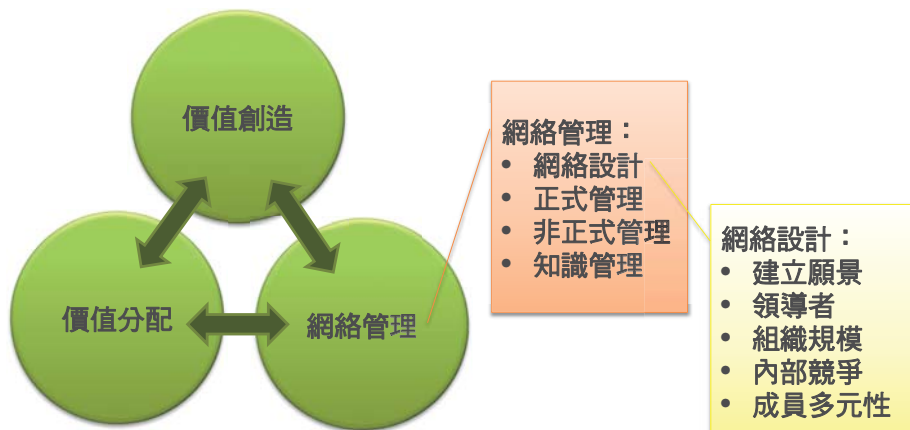 價值創造
價值分配
網絡管理
網絡管理：
• 網絡設計
• 正式管理
• 非正式管理
• 知識管理
網絡設計：
• 建立願景
• 領導者
• 組織規模
• 內部競爭
• 成員多元性